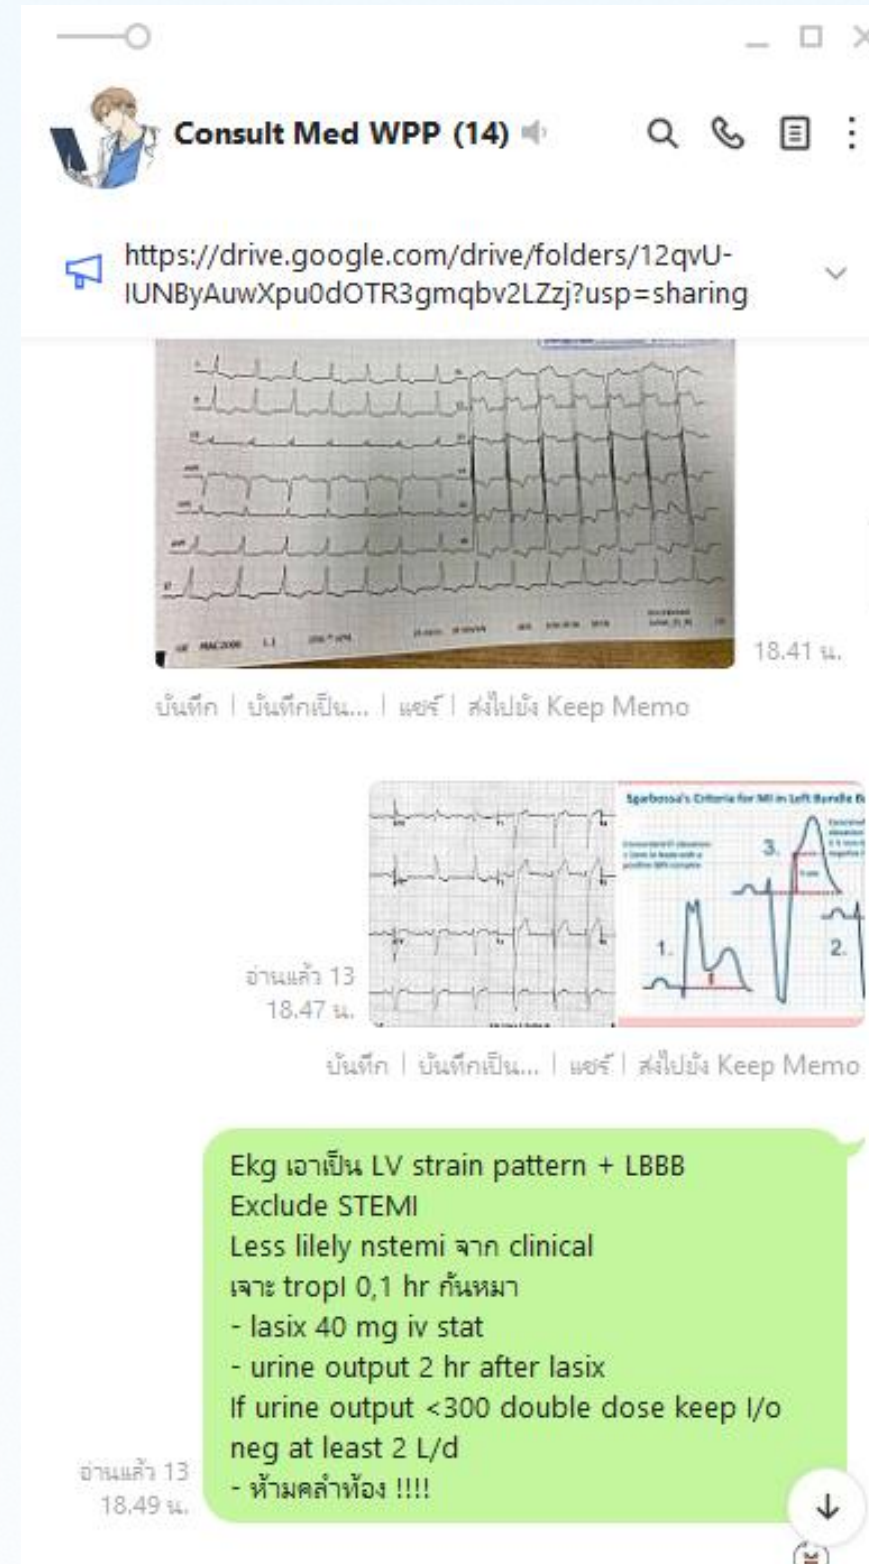 Consult Med WPP (14)
https://drive.google.com/drive/folders/12qvU-
IUNByAuwXpu0dOTR3gmqbv2LZzj?usp=sharing
MAC2000 1.1
18.41 น.
บันทึก | บันทึกเป็น... | แชร์ | ส่งไปยัง Keep Memo
Sgarbossa's Criteria for MI in Left Bundle B
3.
1.
2.
อ่านแล้ว 13
18.47 น.
บันทึก | บันทึกเป็น... | แชร์ | ส่งไปยัง Keep Memo
Ekg เอาเป็น LV strain pattern + LBBB
Exclude STEMI
Less lilely nstemi จาก clinical
เจาะ tropI 0,1 hr กันหมา
- lasix 40 mg iv stat
- urine output 2 hr after lasix
If urine output <300 double dose keep I/o
neg at least 2 L/d
- ห้ามคลำท้อง !!!!
อ่านแล้ว 13
18.49 น.